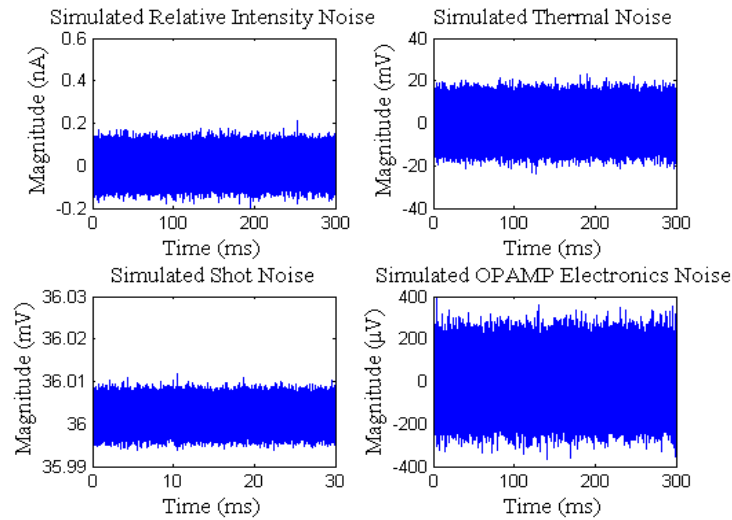 Simulated Relative Intensity Noise
0.6
0.4
0.2
0
-0.2
Magnitude (nA)
0 100 200 300
Time (ms)
Simulated Thermal Noise
40
20
0
-20
-40
Magnitude (mV)
0 100 200 300
Time (ms)
Simulated Shot Noise
36.03
36.02
36.01
36
35.99
Magnitude (mV)
0 10 20 30
Time (ms)
Simulated OPAMP Electronics Noise
400
200
0
-200
-400
Magnitude (μV)
0 100 200 300
Time (ms)